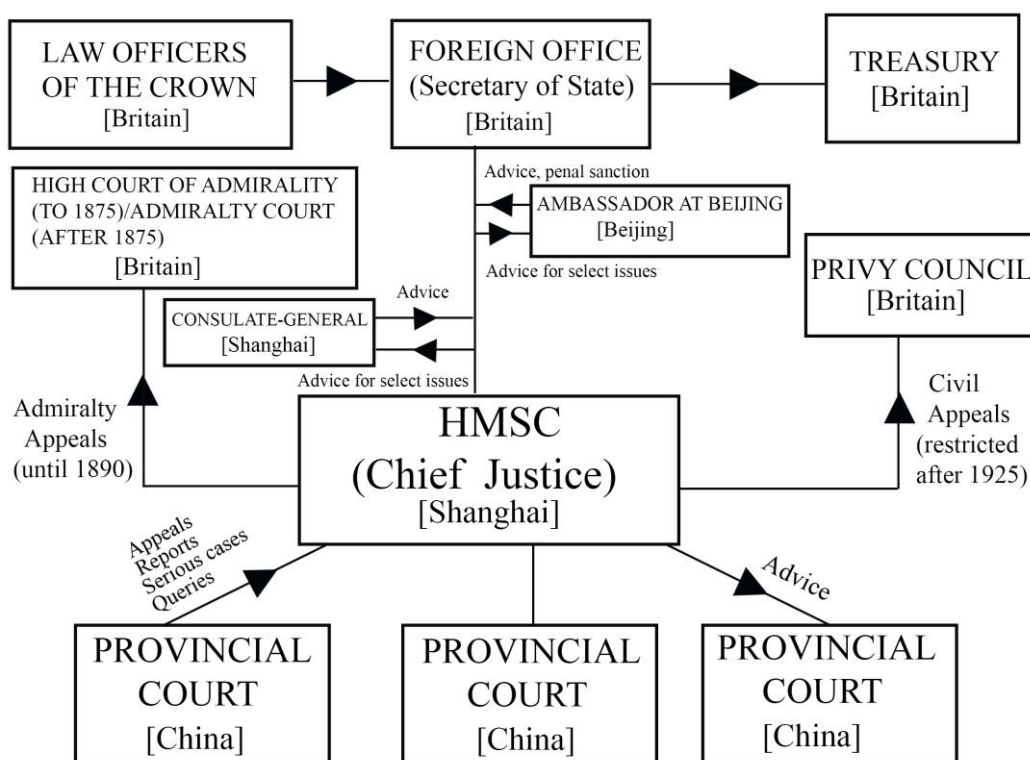 LAW OFFICERS
OF THE CROWN
[Britain]
FOREIGN OFFICE
(Secretary of State)
[Britain]
TREASURY
[Britain]
HIGH COURT OF ADMIRALITY
(TO 1875)/ADMIRALTY COURT
(AFTER 1875)
[Britain]
Advice, penal sanction
AMBASSADOR AT BEIJING
[Beijing]
Advice for select issues
PRIVY COUNCIL
[Britain]
Advice
CONSULATE-GENERAL
[Shanghai]
Advice for select issues
Admiralty
Appeals
(until 1890)
HMSC
(Chief Justice)
[Shanghai]
Civil
Appeals
(restricted
after 1925)
Appeals
Reports
Serious cases
Queries
Advice
PROVINCIAL
COURT
[China]
PROVINCIAL
COURT
[China]
PROVINCIAL
COURT
[China]